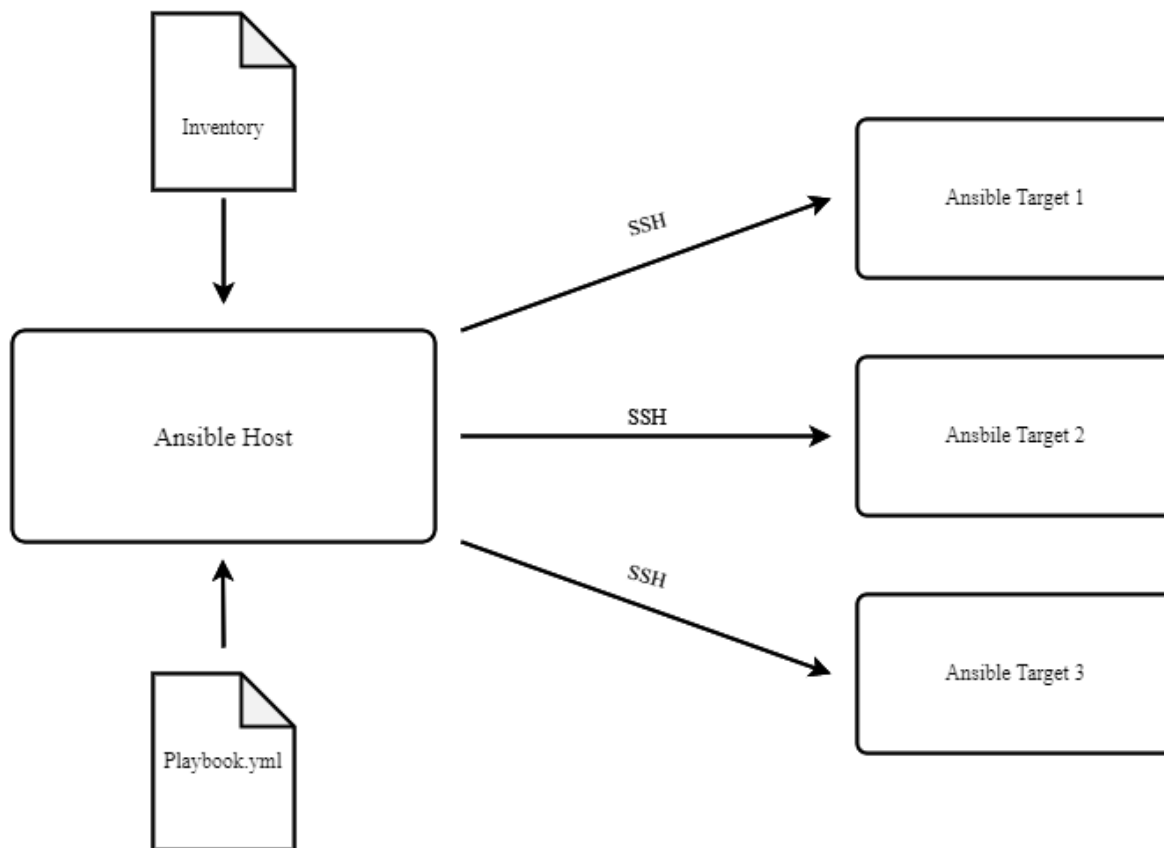 Inventory
Ansible Target 1
SSH
Ansible Host
SSH
Ansbile Target 2
SSH
Ansible Target 3
Playbook.yml